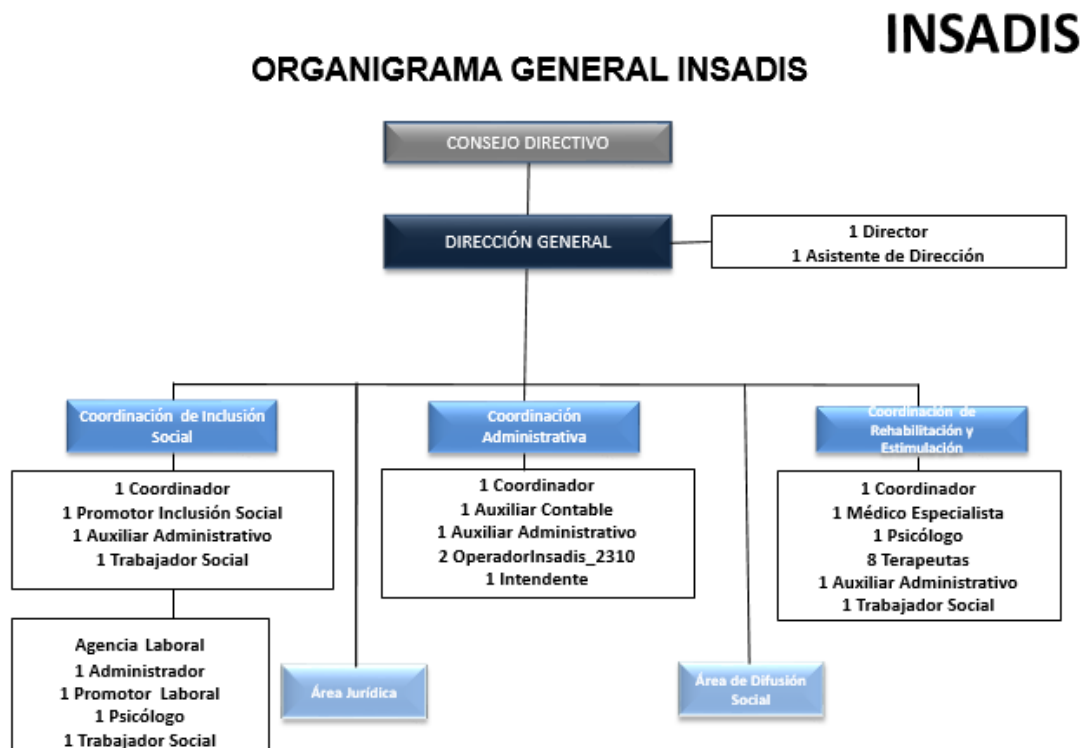 INSADIS
ORGANIGRAMA GENERAL INSADIS
CONSEJO DIRECTIVO
DIRECCIÓN GENERAL
1 Director
1 Asistente de Dirección
Coordinación de Inclusión
Social
Coordinación
Administrativa
Coordinación de
Rehabilitación y
Estimulación
1 Coordinador
1 Promotor Inclusión Social
1 Auxiliar Administrativo
1 Trabajador Social
1 Coordinador
1 Auxiliar Contable
1 Auxiliar Administrativo
2 OperadorInsadis_2310
1 Intendente
1 Coordinador
1 Médico Especialista
1 Psicólogo
8 Terapeutas
1 Auxiliar Administrativo
1 Trabajador Social
Agencia Laboral
1 Administrador
1 Promotor Laboral
1 Psicólogo
1 Trabajador Social
Área Jurídica
Área de Difusión
Social